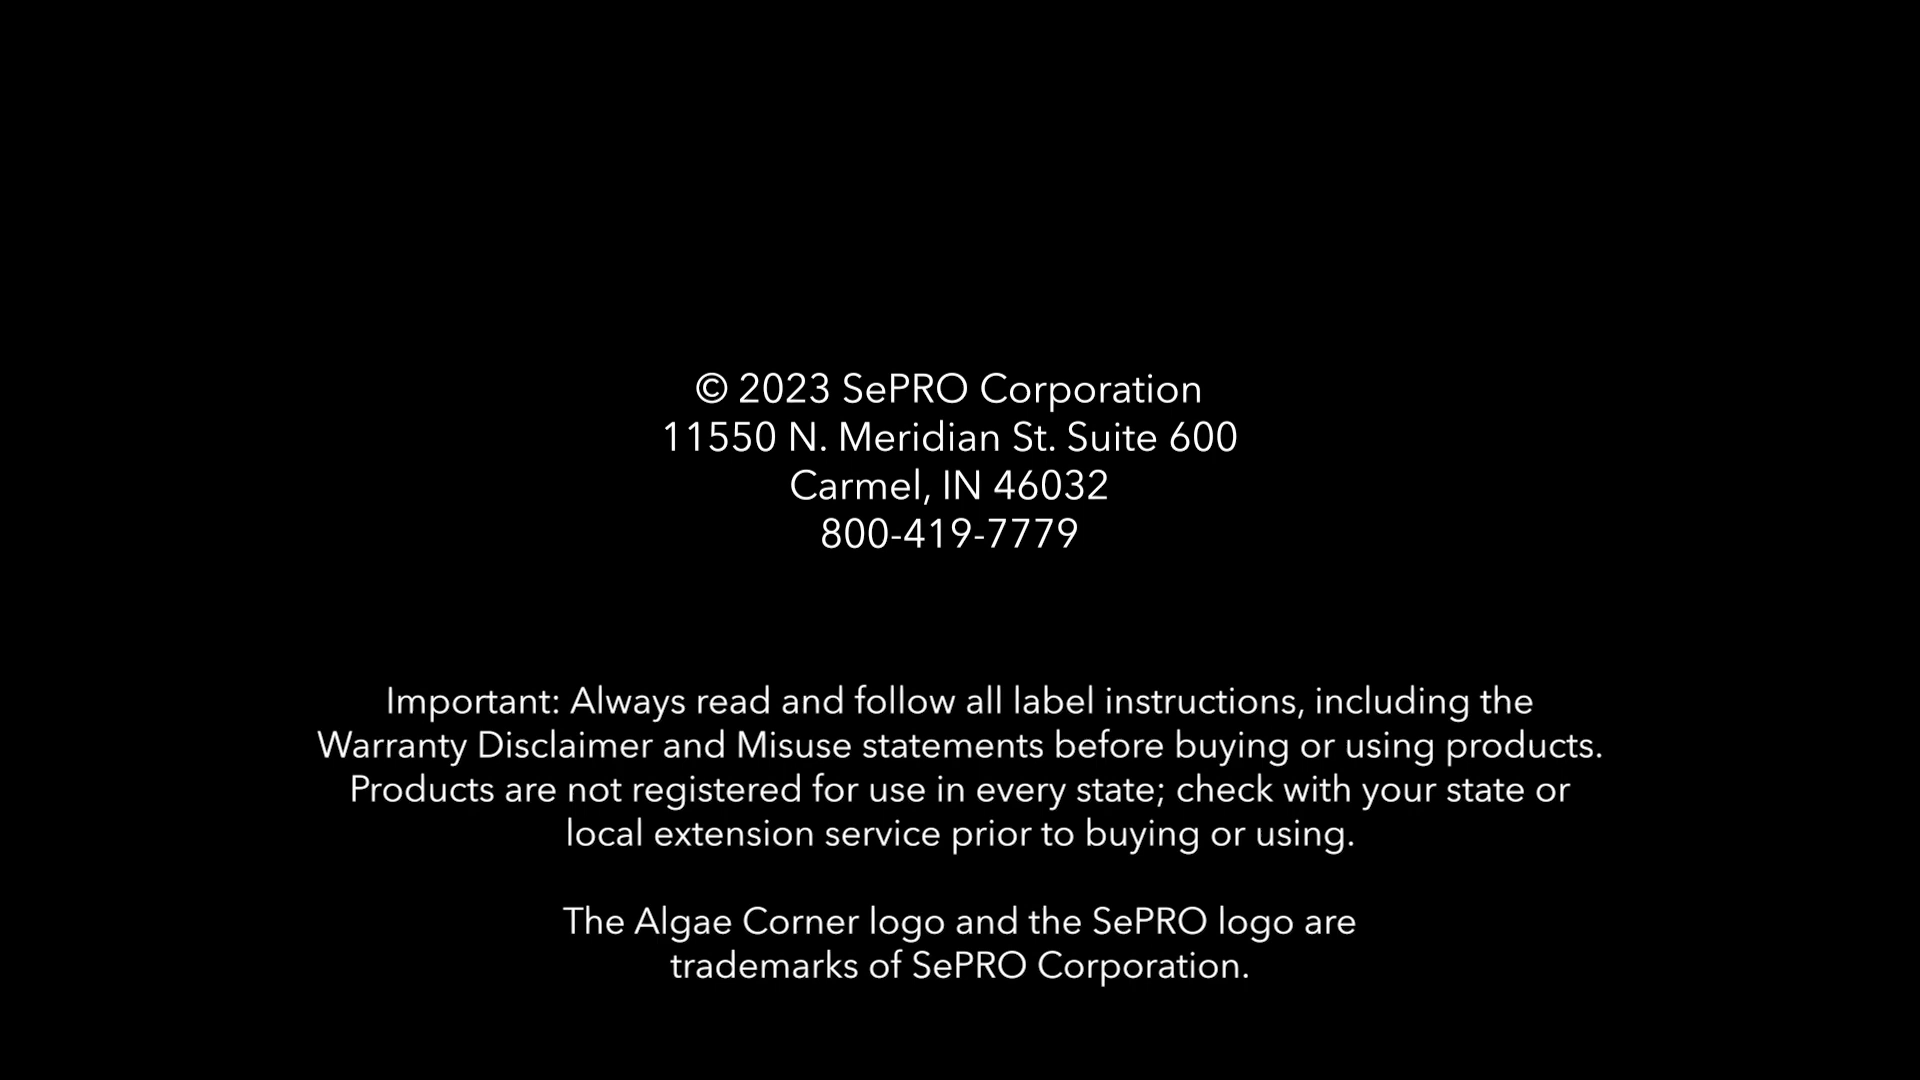 © 2023 SePRO Corporation
11550 N. Meridian St. Suite 600
Carmel, IN 46032
800-419-7779
Important: Always read and follow all label instructions, including the
Warranty Disclaimer and Misuse statements before buying or using products.
Products are not registered for use in every state; check with your state or
local extension service prior to buying or using.
The Algae Corner logo and the SePRO logo are
trademarks of SePRO Corporation.